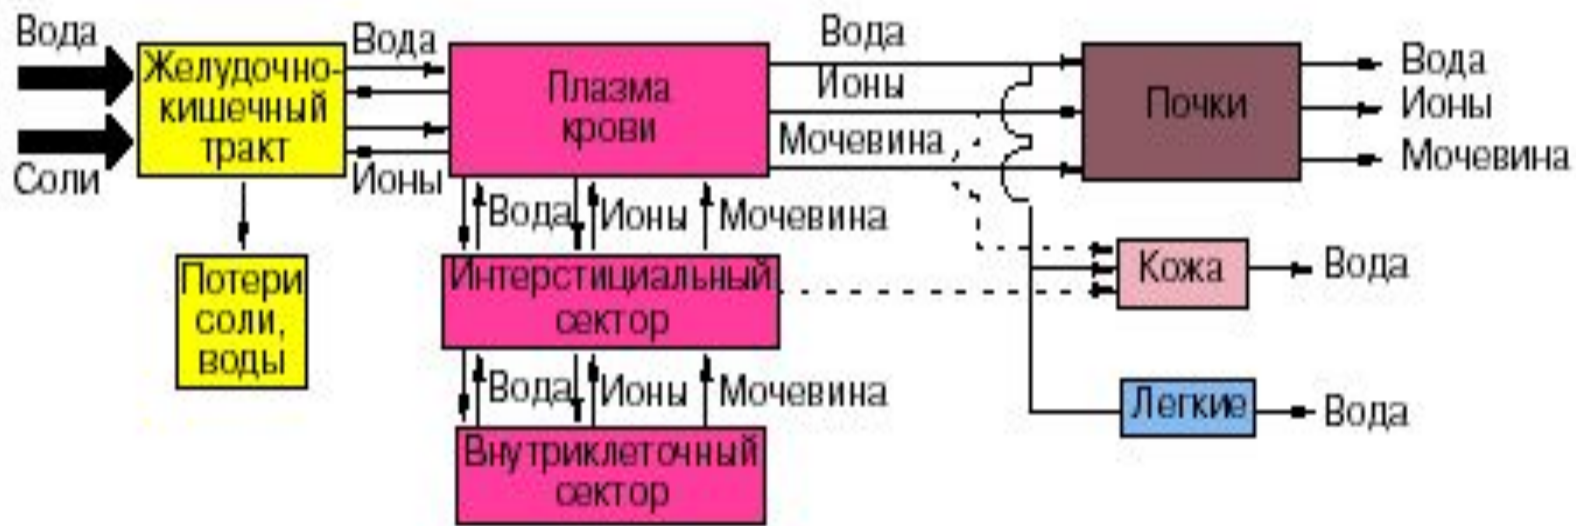 Вода
Соли
Желудочно-
кишечный
тракт
Вода
Ионы
Потери
соли,
воды
Плазма
крови
Вода
Ионы
Мочевина
Вода Ионы Мочевина
Интерстициальный
сектор
Вода Ионы Мочевина
Внутриклеточный
сектор
Почки
Вода
Ионы
Мочевина
Кожа
Вода
Легкие
Вода